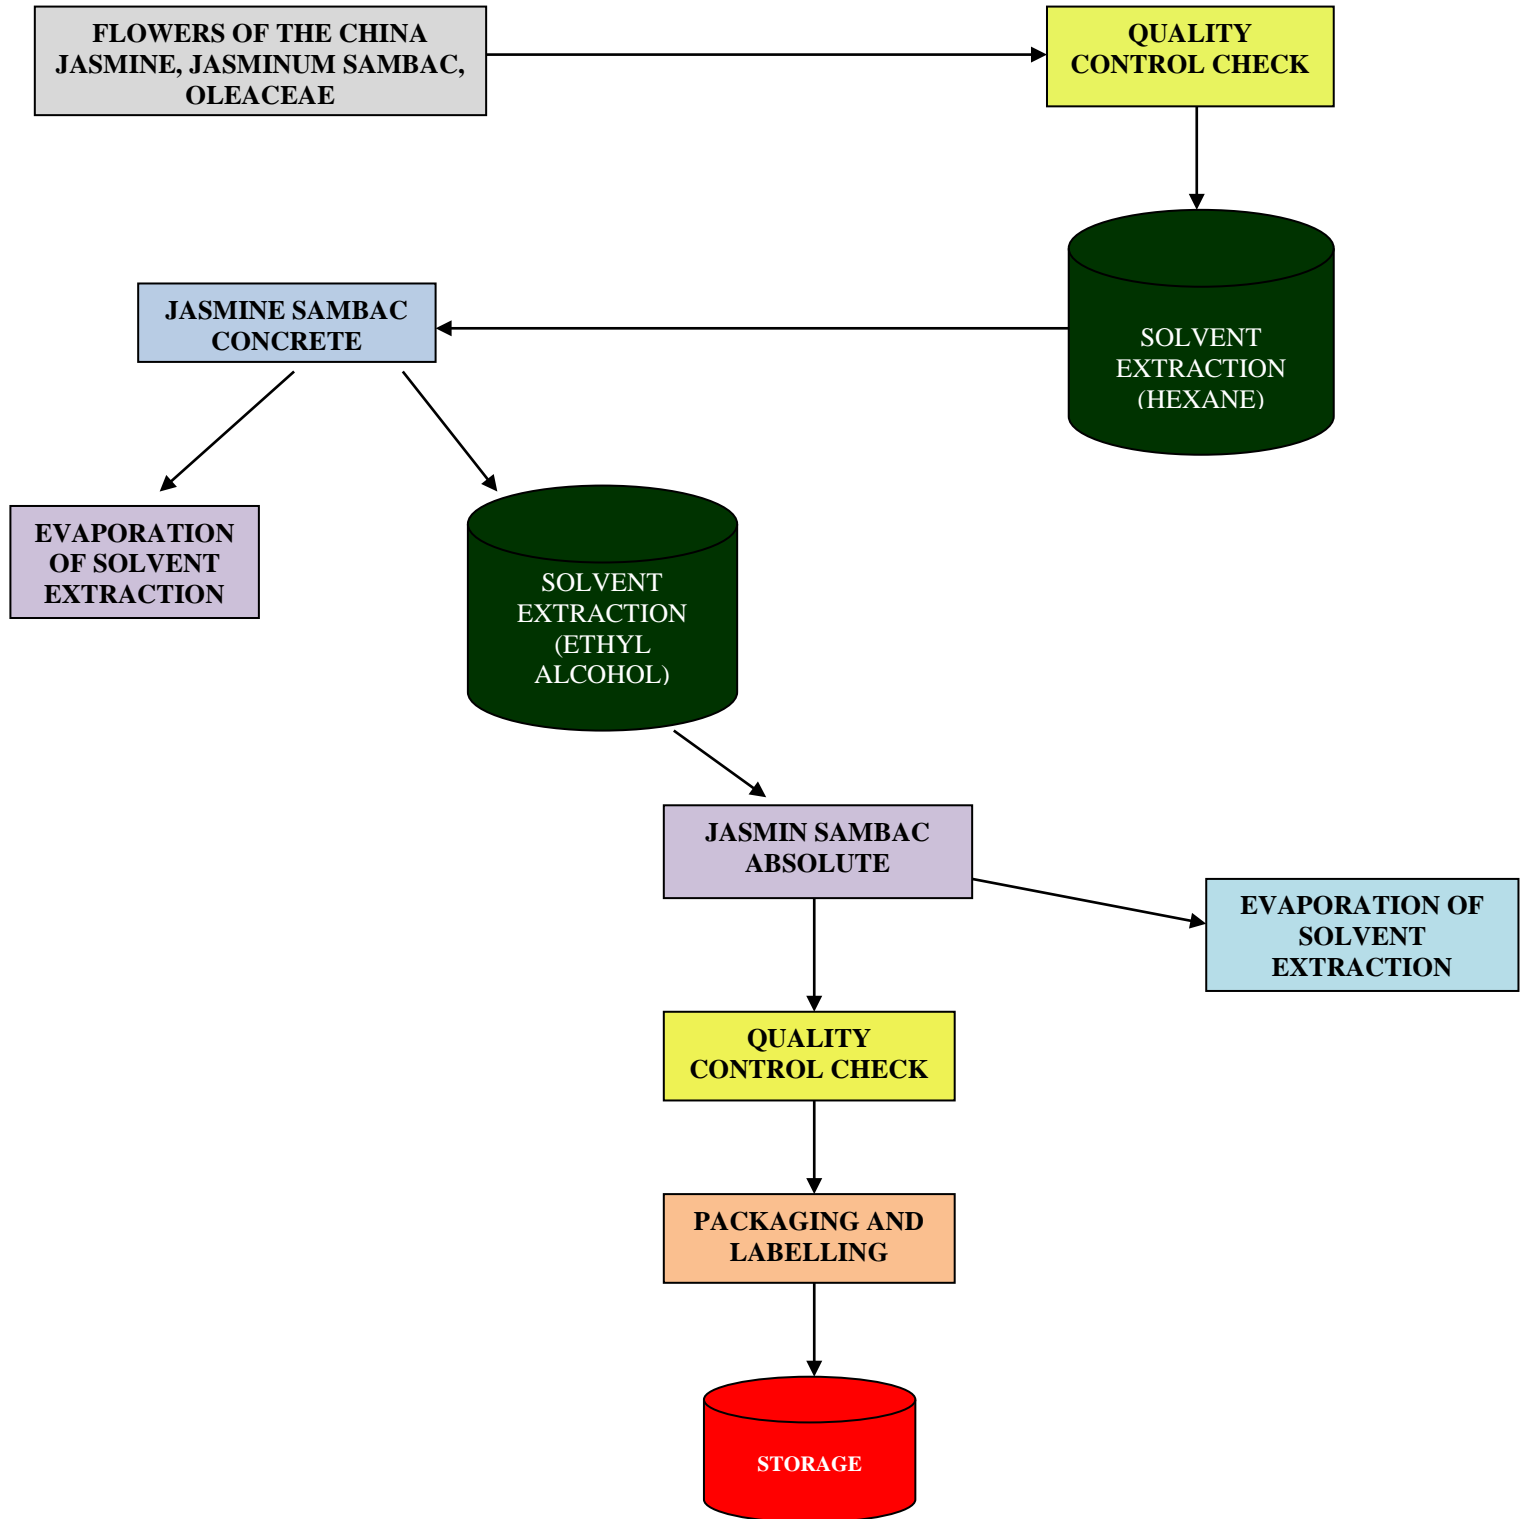 FLOWERS OF THE CHINA
JASMINE, JASMINUM SAMBAC,
OLEACEAE
QUALITY
CONTROL CHECK
JASMINE SAMBAC
CONCRETE
SOLVENT
EXTRACTION
(HEXANE)
EVAPORATION
OF SOLVENT
EXTRACTION
SOLVENT
EXTRACTION
(ETHYL
ALCOHOL)
JASMIN SAMBAC
ABSOLUTE
EVAPORATION OF
SOLVENT
EXTRACTION
QUALITY
CONTROL CHECK
PACKAGING AND
LABELLING
STORAGE